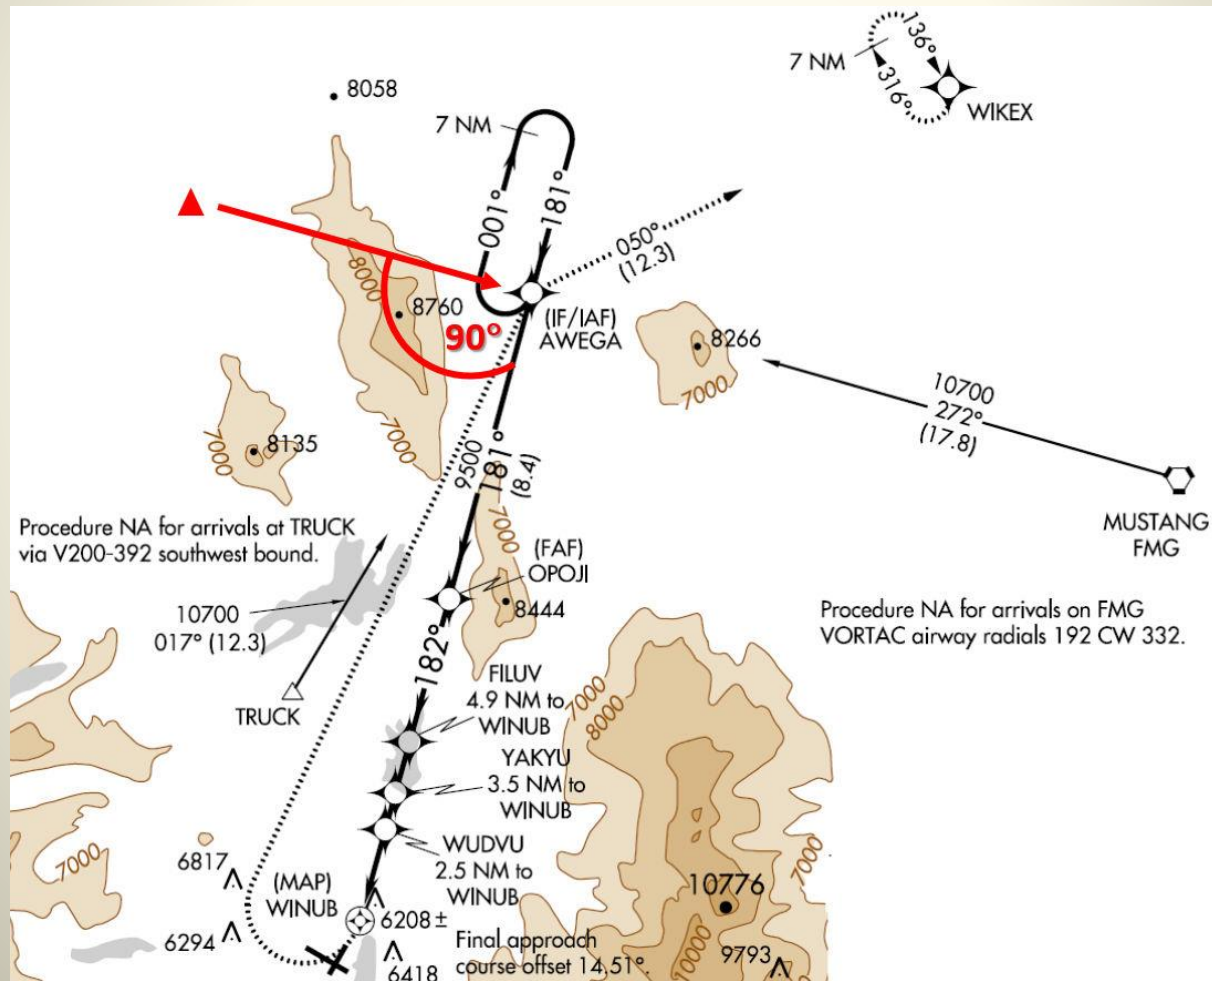 136°
7 NM
316°
WIKEX
8058
7 NM
001°
181°
050°
(12.3)
8000
8760
90°
(IF/IAF)
AWEGA
8266
7000
10700
272°
(17.8)
MUSTANG
FMG
7000
8135
7000
9500
181°
(8.4)
7000
Procedure NA for arrivals at TRUCK
via V200-392 southwest bound.
(FAF)
OPOJI
8444
10700
017° (12.3)
Procedure NA for arrivals on FMG
VORTAC airway radials 192 CW 332.
182°
TRUCK
FILUV
4.9 NM to
WINUB
7000
8000
YAKYU
3.5 NM to
WINUB
WUDVU
2.5 NM to
WINUB
7000
6817
7000
(MAP)
WINUB
10776
6208 ±
6294
Final approach
course offset 14.51°.
6418
10000
9793